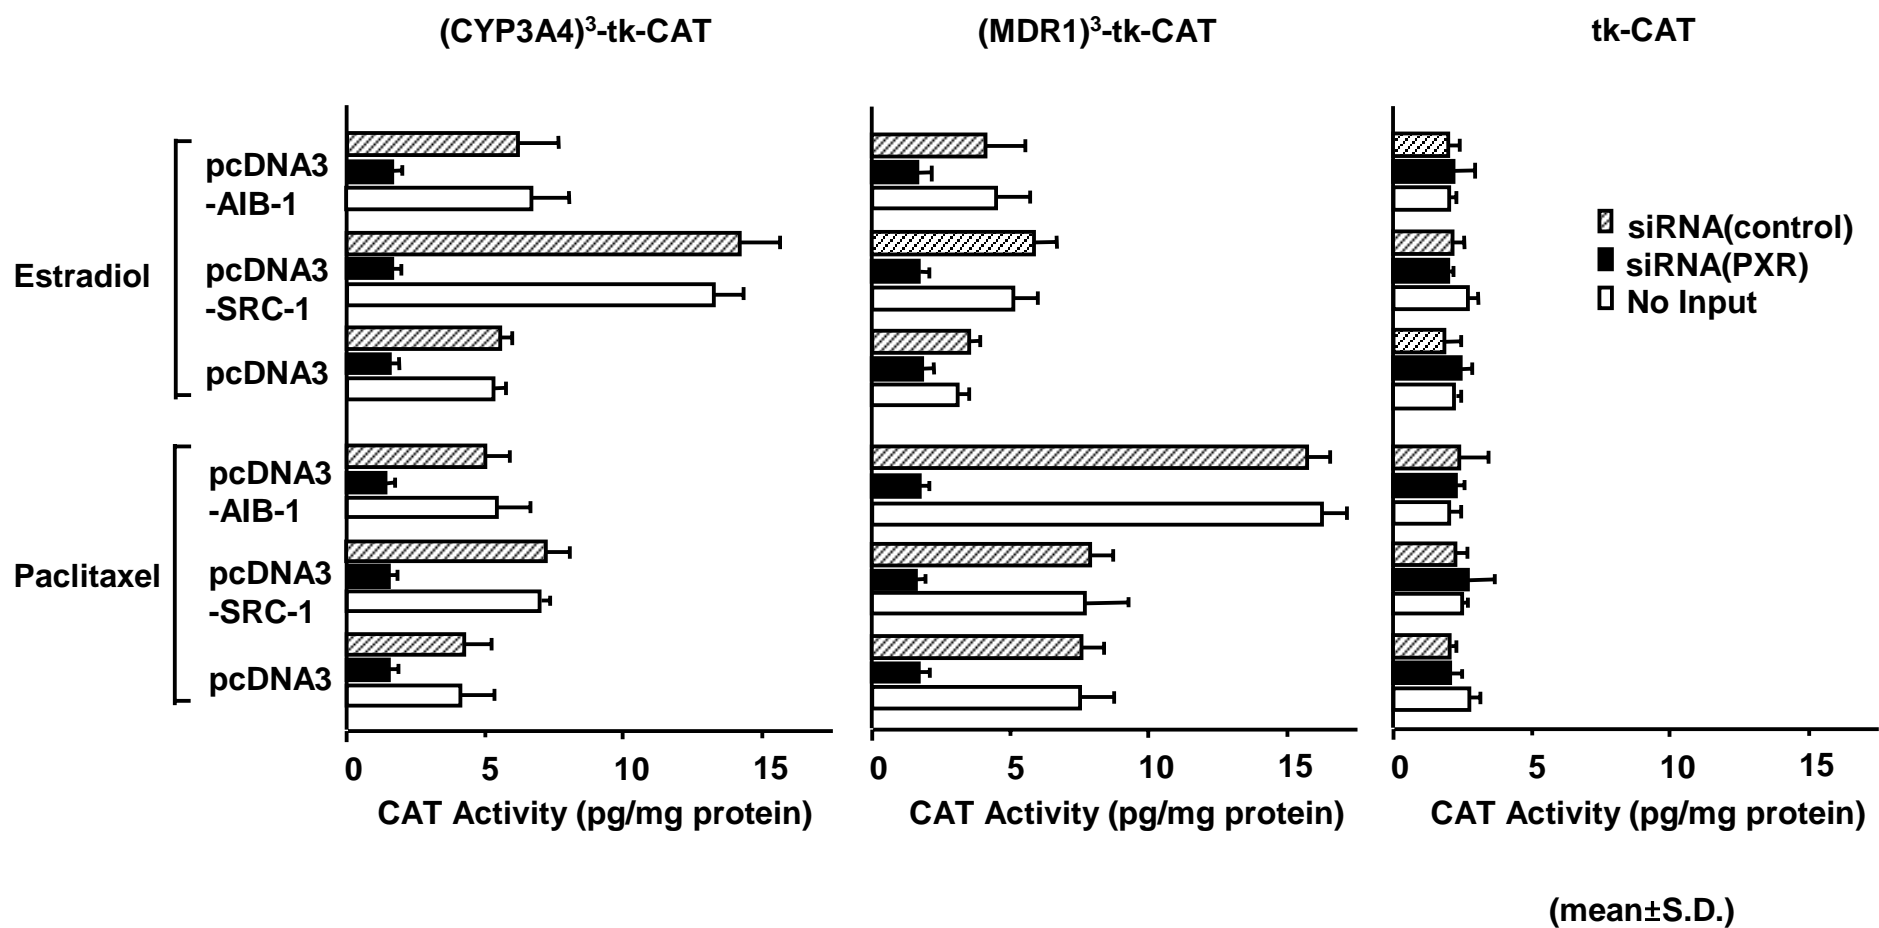 (CYP3A4)³-tk-CAT
(MDR1)³-tk-CAT
tk-CAT
Estradiol
pcDNA3
-AIB-1
pcDNA3
-SRC-1
pcDNA3
Paclitaxel
pcDNA3
-AIB-1
pcDNA3
-SRC-1
pcDNA3
siRNA(control)
siRNA(PXR)
No Input
0 5 10 15
CAT Activity (pg/mg protein)
0 5 10 15
CAT Activity (pg/mg protein)
0 5 10 15
CAT Activity (pg/mg protein)
(mean±S.D.)